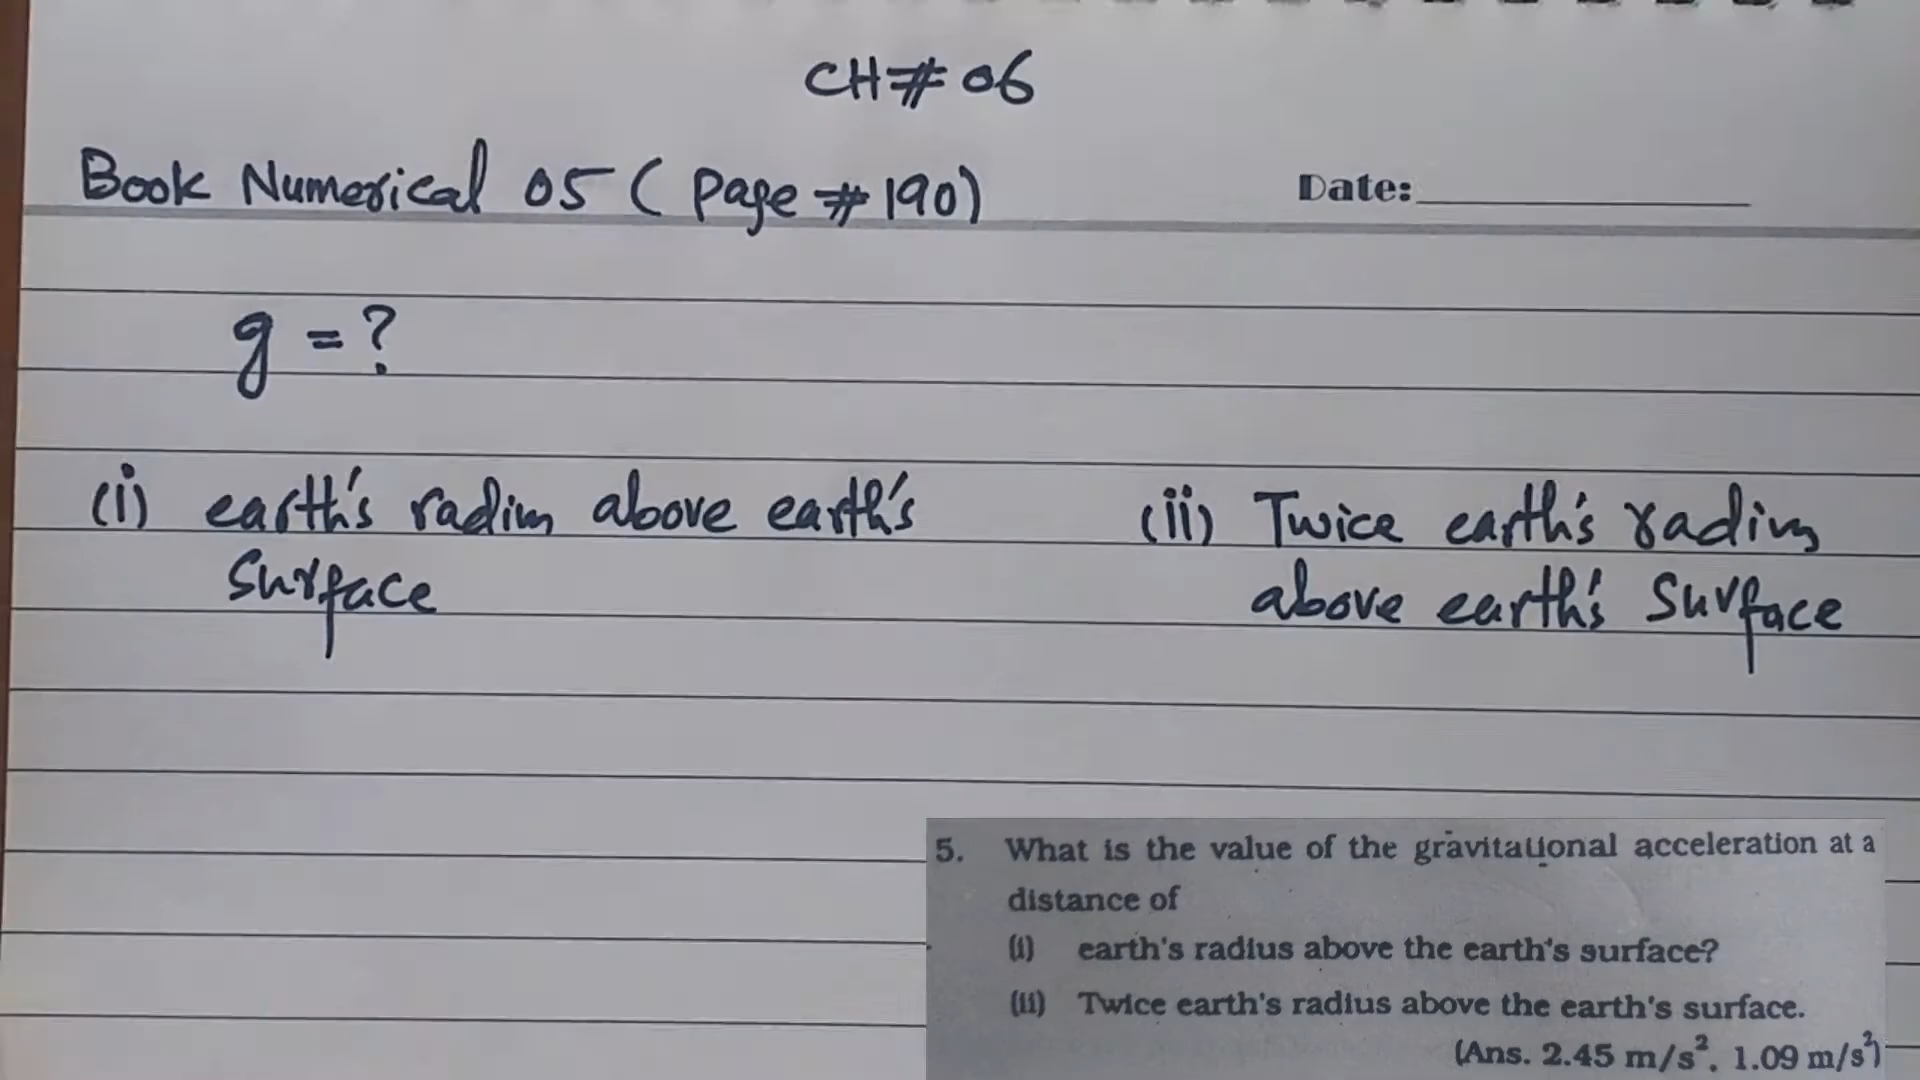 CH# 06
Book Numerical 05 ( Page # 190)
Date:
g = ?
(i) earth's radius above earth's
surface
(ii) Twice earth's radius
above earth's surface
5. What is the value of the gravitational acceleration at a
distance of
(i) earth's radius above the earth's surface?
(ii) Twice earth's radius above the earth's surface.
(Ans. 2.45 m/s². 1.09 m/s²)